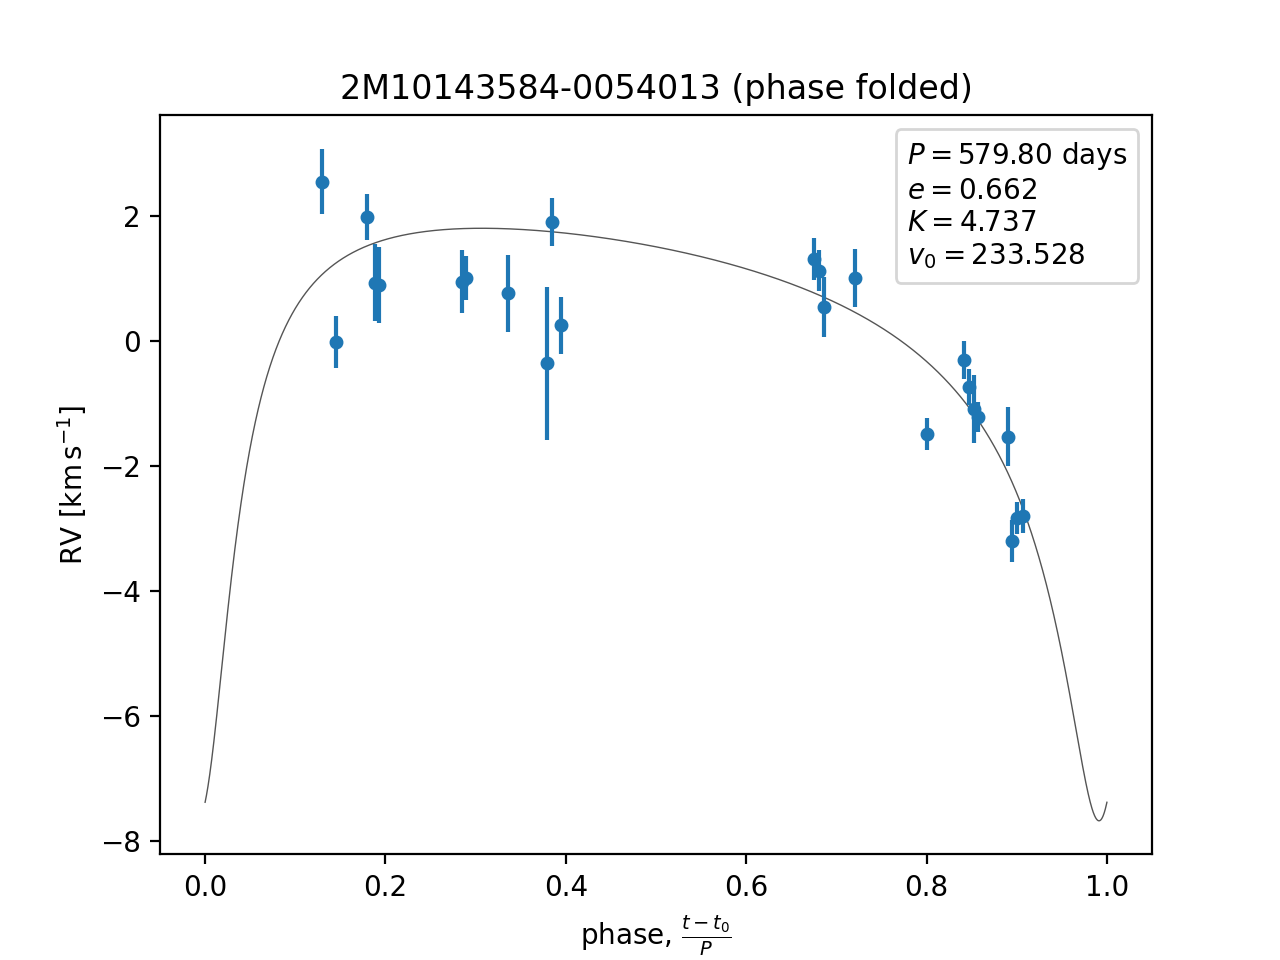 2M10143584-0054013 (phase folded)
P = 579.80 days
e = 0.662
K = 4.737
v₀ = 233.528
2
0
−2
−4
−6
−8
RV [km s⁻¹]
0.0 0.2 0.4 0.6 0.8 1.0
phase, (t − t₀)/P